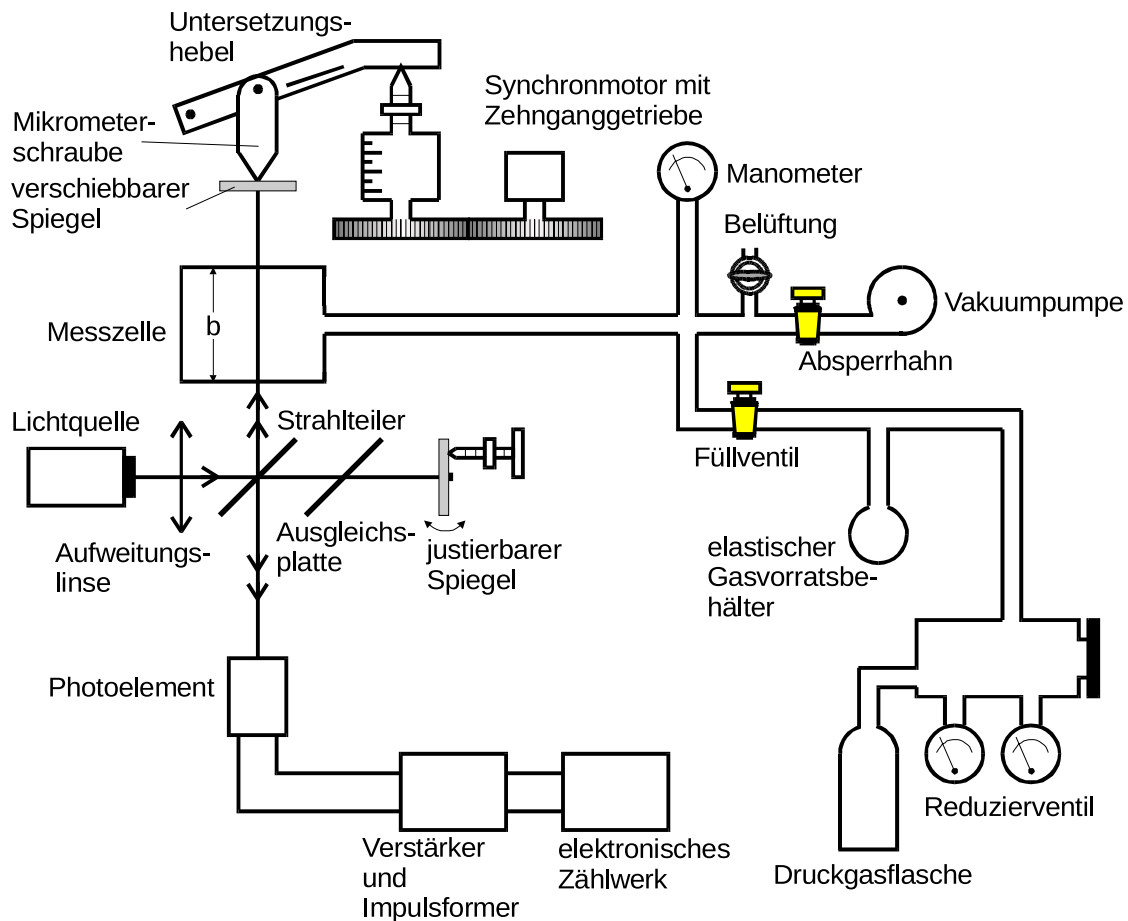 Untersetzungs-
hebel
Synchronmotor mit
Zehnganggetriebe
Mikrometer-
schraube
verschiebbarer
Spiegel
Manometer
Belüftung
Vakuumpumpe
Messzelle
b
Absperrhahn
Lichtquelle
Strahlteiler
Füllventil
Aufweitungs-
linse
Ausgleichs-
platte
justierbarer
Spiegel
elastischer
Gasvorratsbe-
hälter
Photoelement
Reduzierventil
Verstärker
und
Impulsformer
elektronisches
Zählwerk
Druckgasflasche